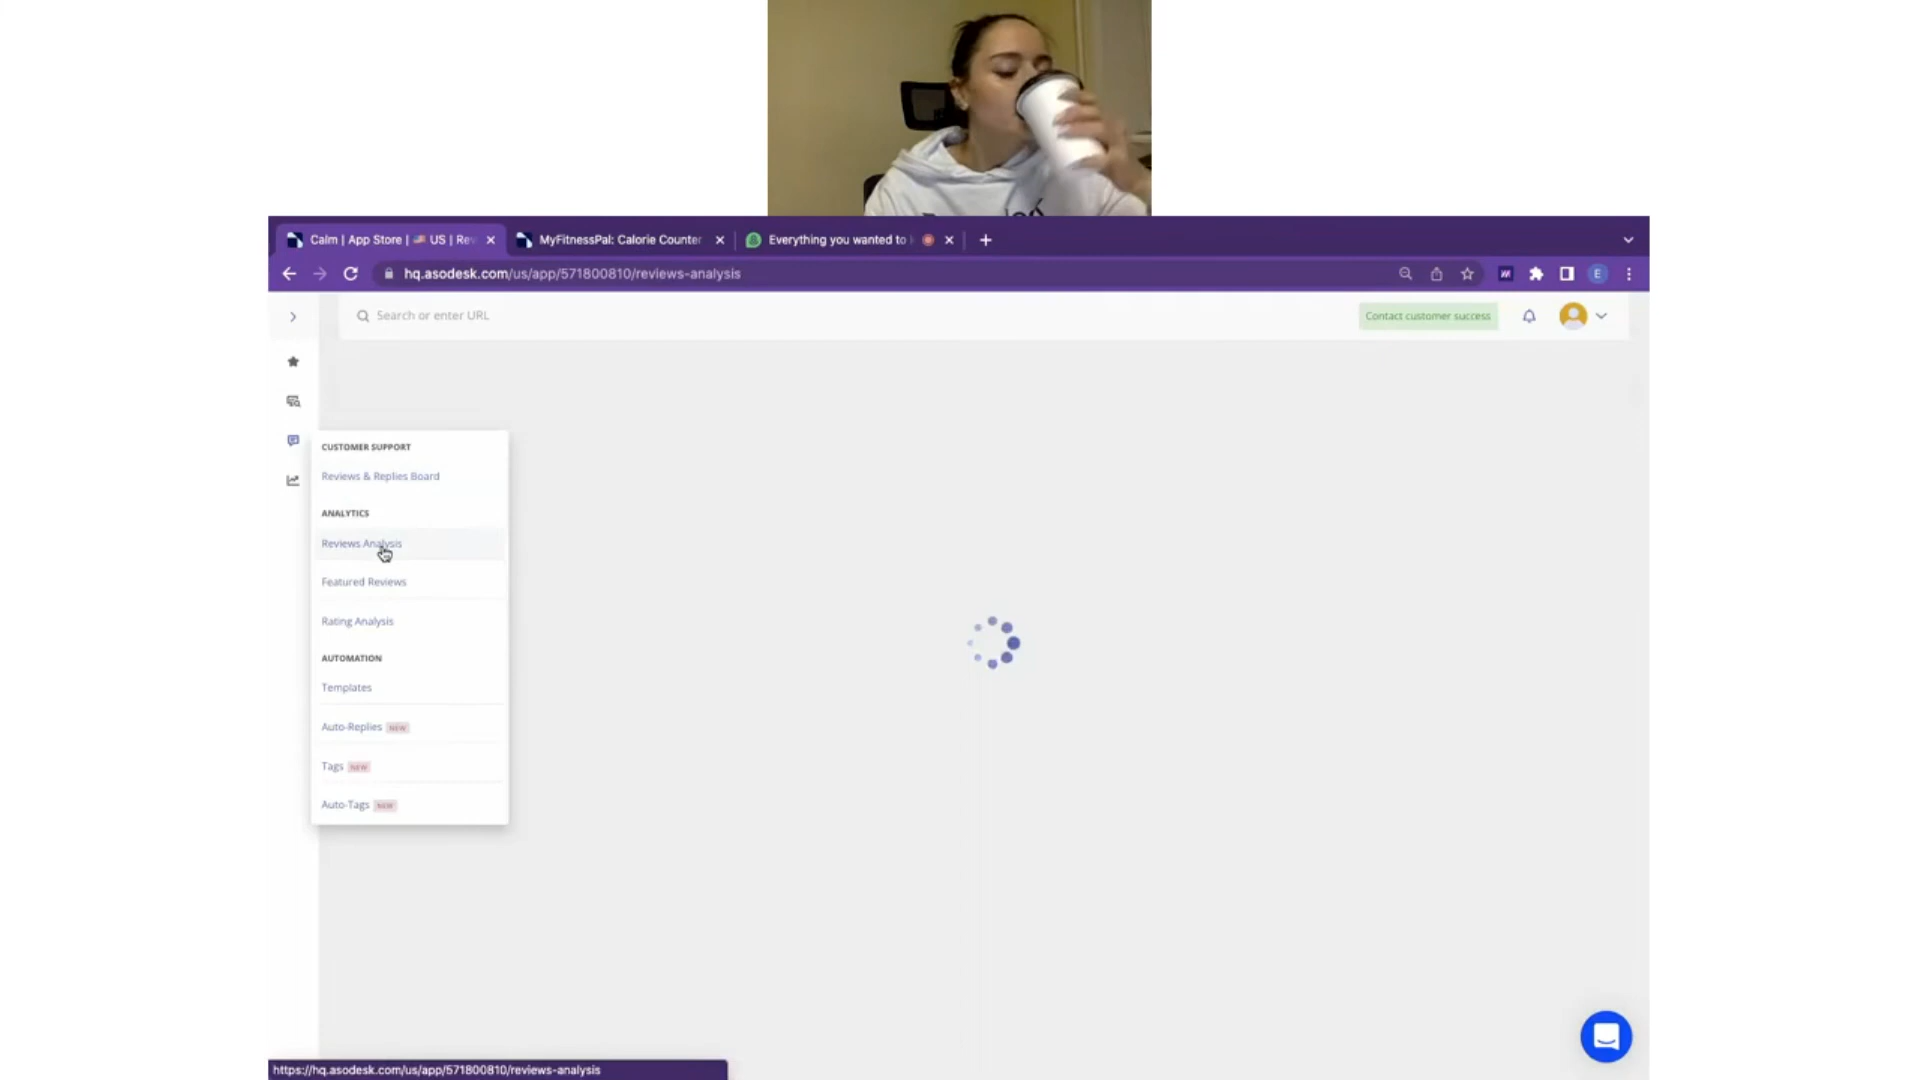 Calm | App Store | US | Rev
MyFitnessPal: Calorie Counter
Everything you wanted to
hq.asodesk.com/us/app/571800810/reviews-analysis
E
Search or enter URL
Contact customer success
CUSTOMER SUPPORT
Reviews & Replies Board
ANALYTICS
Reviews Analysis
Featured Reviews
Rating Analysis
AUTOMATION
Templates
Auto-Replies NEW
Tags NEW
Auto-Tags NEW
https://hq.asodesk.com/us/app/571800810/reviews-analysis